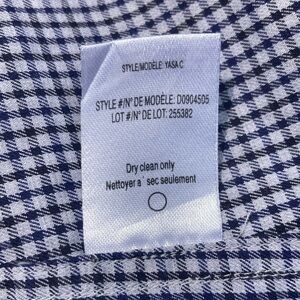 STYLE/MODÈLE: YASA C
STYLE #/N° DE MODÈLE: D0904505
LOT #/N° DE LOT: 255382
Dry clean only
Nettoyer a` sec seulement